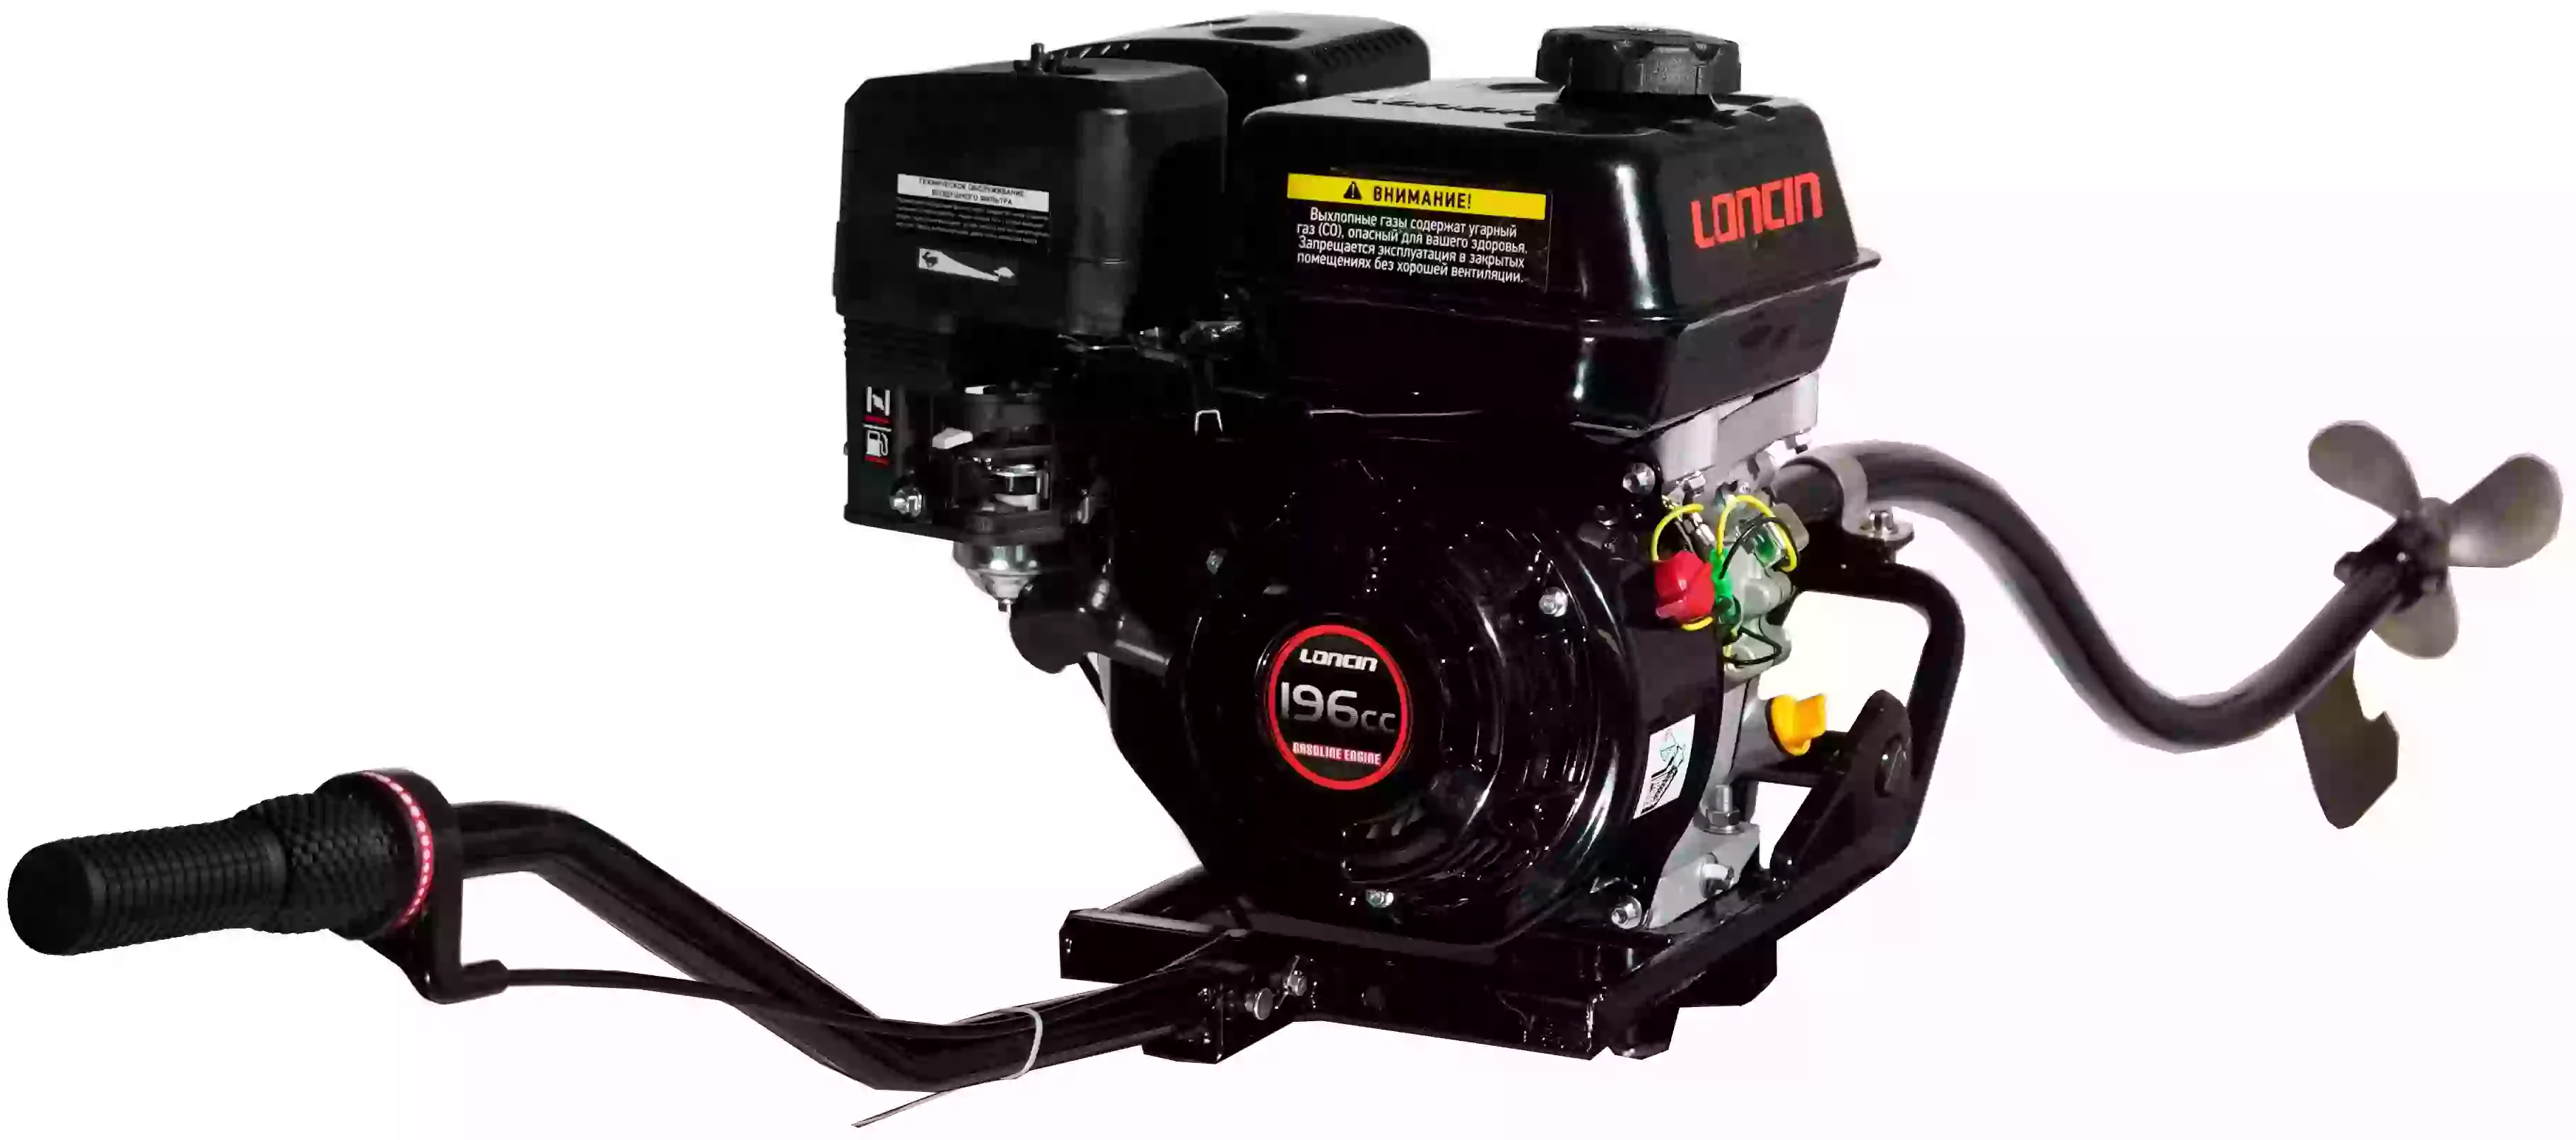 ТЕХНИЧЕСКОЕ ОБСЛУЖИВАНИЕ
ВОЗДУШНОГО ФИЛЬТРА
ВНИМАНИЕ!
Выхлопные газы содержат угарный
газ (CO), опасный для вашего здоровья.
Запрещается эксплуатация в закрытых
помещениях без хорошей вентиляции.
LONCIN
LONCIN
196cc
GASOLINE ENGINE